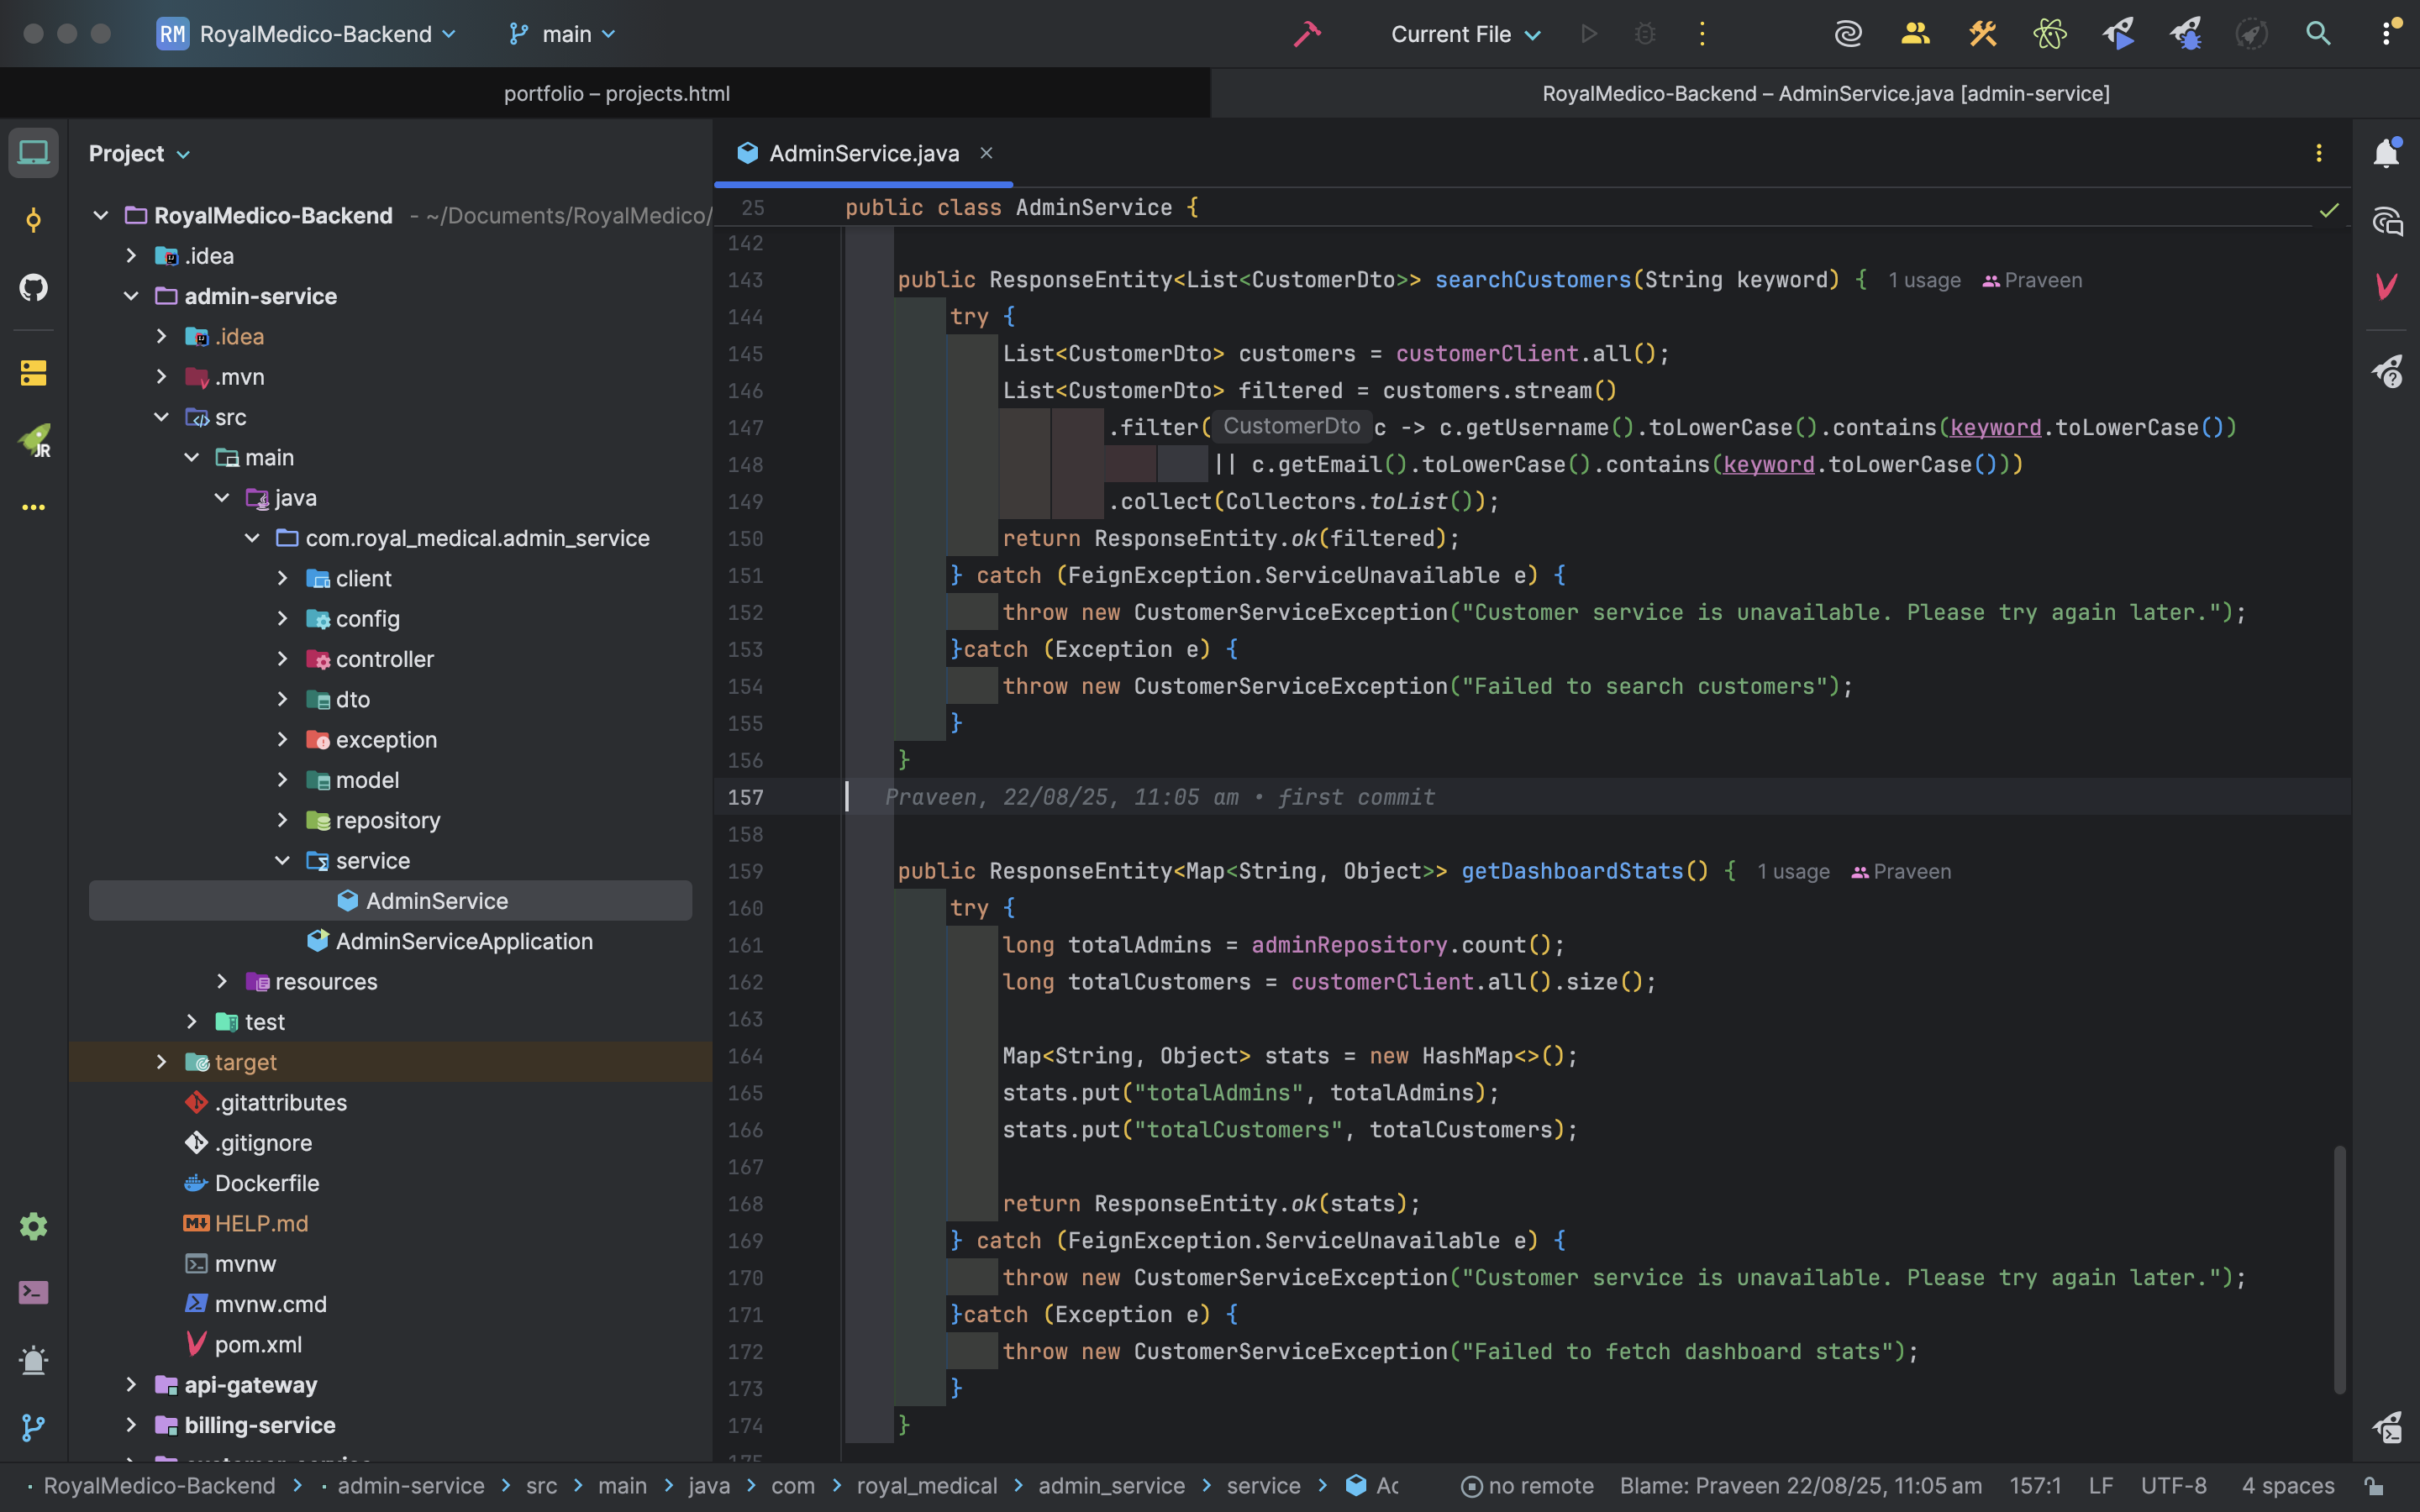 RM RoyalMedico-Backend main Current File
portfolio – projects.html RoyalMedico-Backend – AdminService.java [admin-service]
Project
RoyalMedico-Backend - ~/Documents/RoyalMedico/
.idea
admin-service
.idea
.mvn
src
main
java
com.royal_medical.admin_service
client
config
controller
dto
exception
model
repository
service
AdminService
AdminServiceApplication
resources
test
target
.gitattributes
.gitignore
Dockerfile
HELP.md
mvnw
mvnw.cmd
pom.xml
api-gateway
billing-service
AdminService.java
25 public class AdminService {
142
143 public ResponseEntity<List<CustomerDto>> searchCustomers(String keyword) { 1 usage Praveen
144 try {
145 List<CustomerDto> customers = customerClient.all();
146 List<CustomerDto> filtered = customers.stream()
147 .filter( CustomerDto c -> c.getUsername().toLowerCase().contains(keyword.toLowerCase())
148 || c.getEmail().toLowerCase().contains(keyword.toLowerCase()))
149 .collect(Collectors.toList());
150 return ResponseEntity.ok(filtered);
151 } catch (FeignException.ServiceUnavailable e) {
152 throw new CustomerServiceException("Customer service is unavailable. Please try again later.");
153 }catch (Exception e) {
154 throw new CustomerServiceException("Failed to search customers");
155 }
156 }
157 Praveen, 22/08/25, 11:05 am • first commit
158
159 public ResponseEntity<Map<String, Object>> getDashboardStats() { 1 usage Praveen
160 try {
161 long totalAdmins = adminRepository.count();
162 long totalCustomers = customerClient.all().size();
163
164 Map<String, Object> stats = new HashMap<>();
165 stats.put("totalAdmins", totalAdmins);
166 stats.put("totalCustomers", totalCustomers);
167
168 return ResponseEntity.ok(stats);
169 } catch (FeignException.ServiceUnavailable e) {
170 throw new CustomerServiceException("Customer service is unavailable. Please try again later.");
171 }catch (Exception e) {
172 throw new CustomerServiceException("Failed to fetch dashboard stats");
173 }
174 }
RoyalMedico-Backend > admin-service > src > main > java > com > royal_medical > admin_service > service > Ac no remote Blame: Praveen 22/08/25, 11:05 am 157:1 LF UTF-8 4 spaces